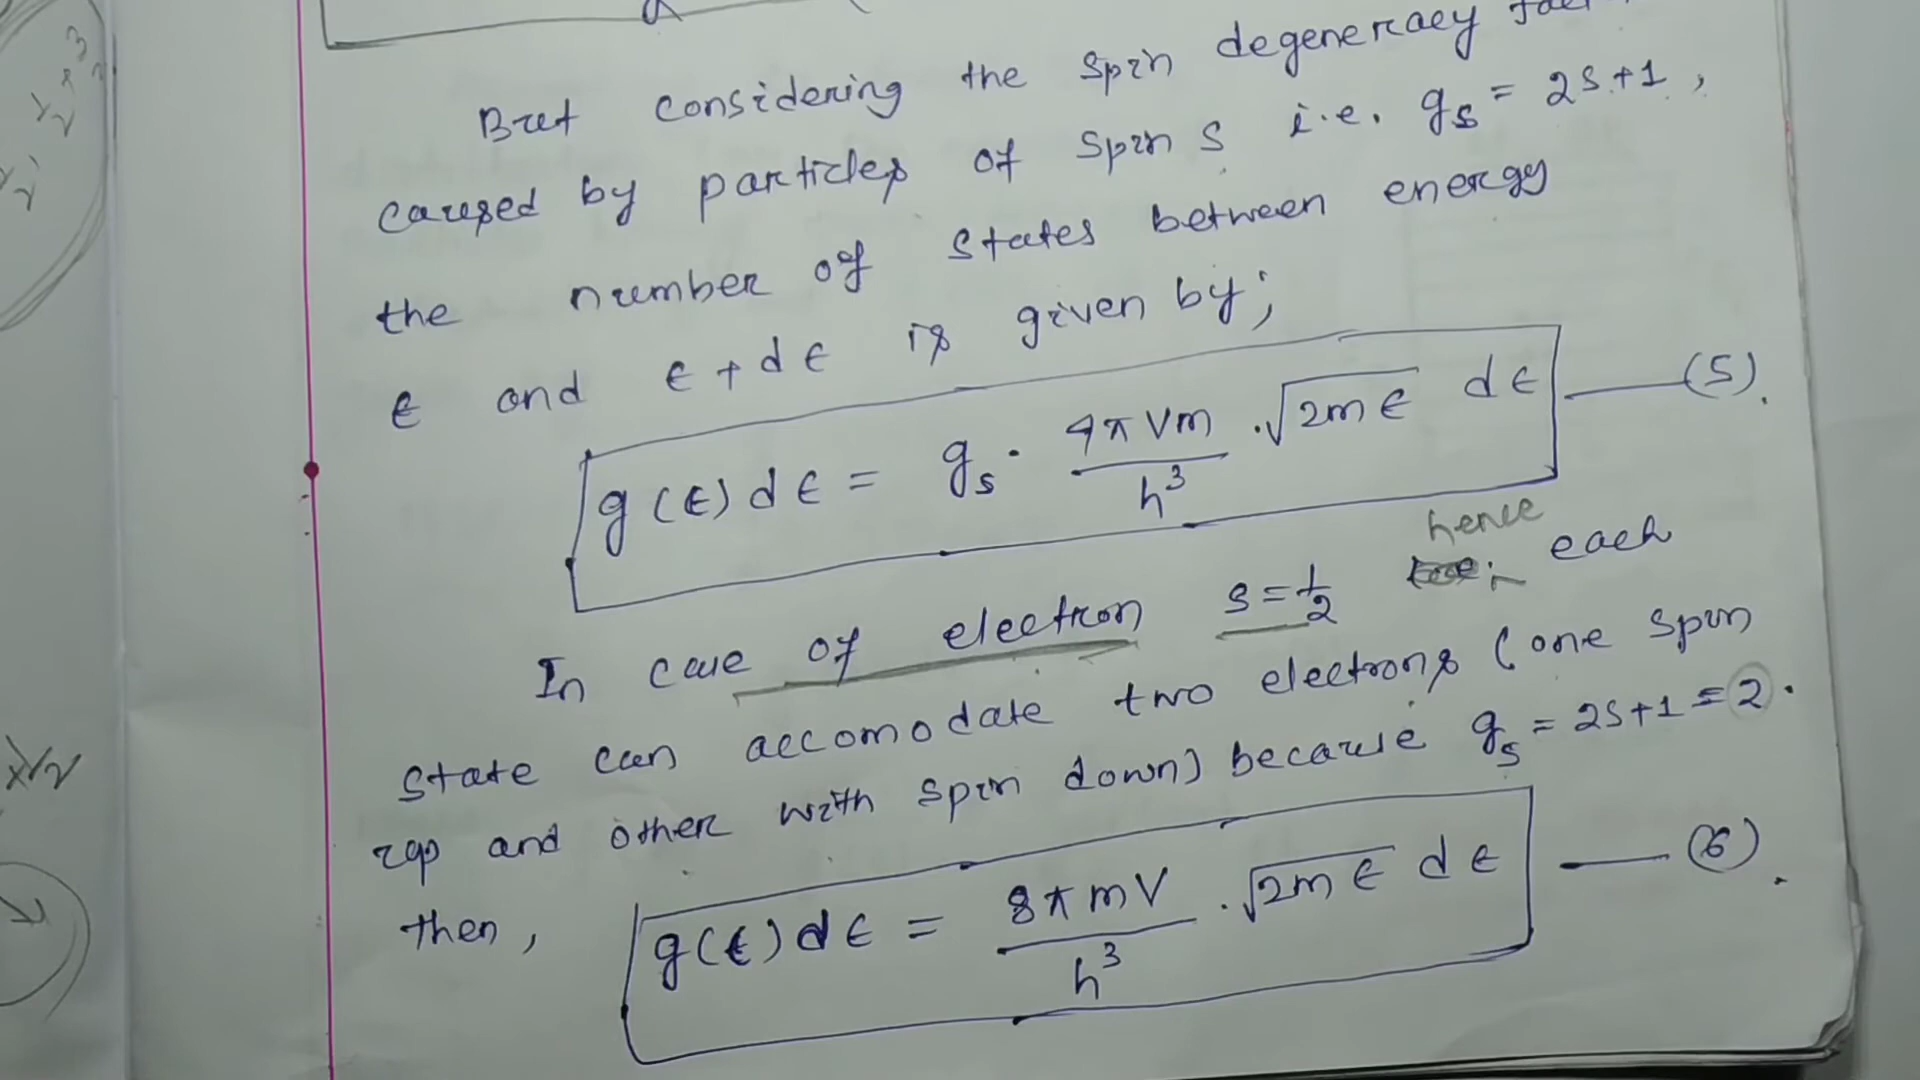 But considering the spin degeneracy
caused by particles of spin s i.e. gₛ = 2s+1,
the number of states between energy
ϵ and ϵ+dϵ is given by;
g(ϵ)dϵ = gₛ · 4πVm/h³ · √2mϵ dϵ —— (5).
In case of electron s = 1/2 hence each
state can accomodate two electrons (one spin
up and other with spin down) because gₛ = 2s+1 = 2.
then, g(ϵ)dϵ = 8πmV/h³ · √2mϵ dϵ —— (6).